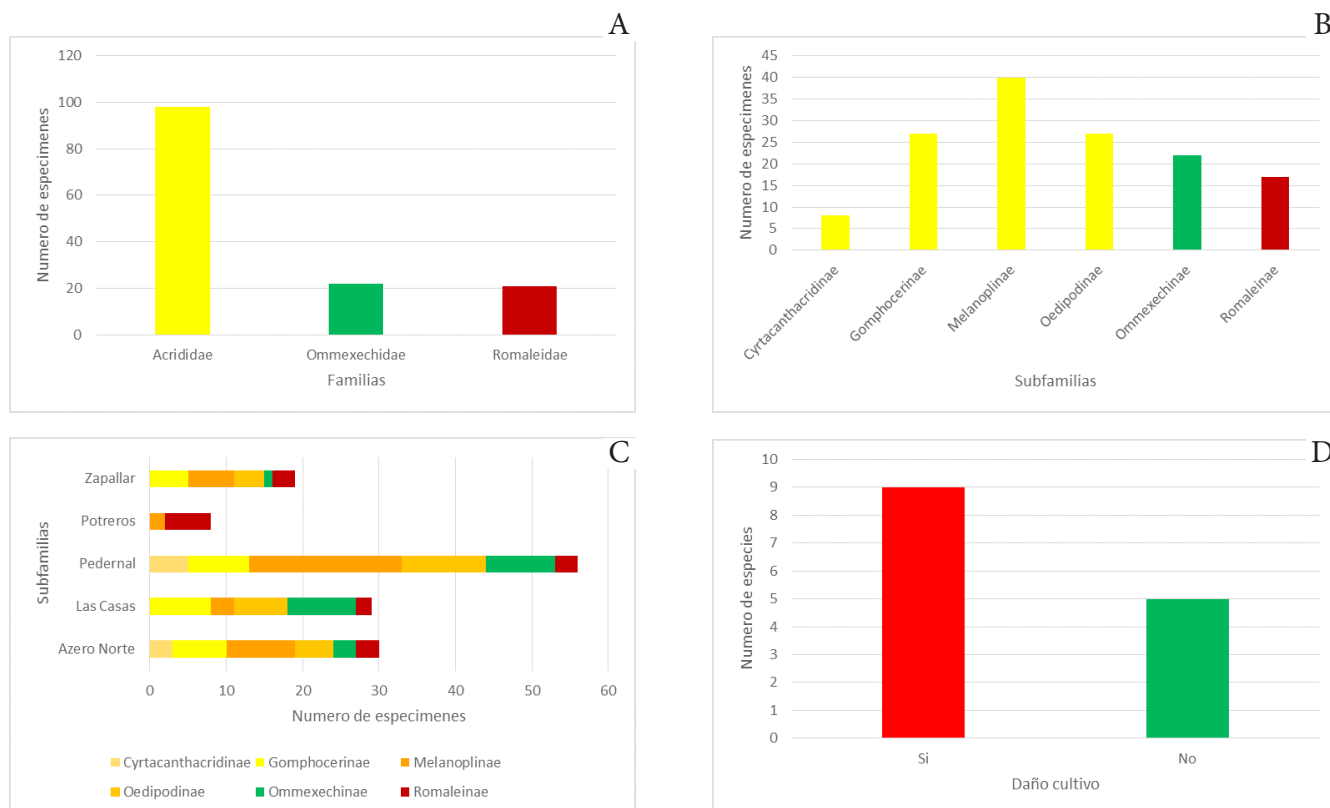 A
120
100
80
60
40
20
0
Numero de especimenes
Acrididae Ommexechidae Romaleidae
Familias
B
45
40
35
30
25
20
15
10
5
0
Numero de especimenes
Cyrtacanthacridinae
Gomphocerinae
Melanoplinae
Oedipodinae
Ommexechinae
Romaleinae
Subfamilias
C
Subfamilias
Zapallar
Potreros
Pedernal
Las Casas
Azero Norte
0 10 20 30 40 50 60
Numero de especimenes
Cyrtacanthacridinae Gomphocerinae Melanoplinae
Oedipodinae Ommexechinae Romaleinae
D
10
9
8
7
6
5
4
3
2
1
0
Numero de especies
Si No
Daño cultivo